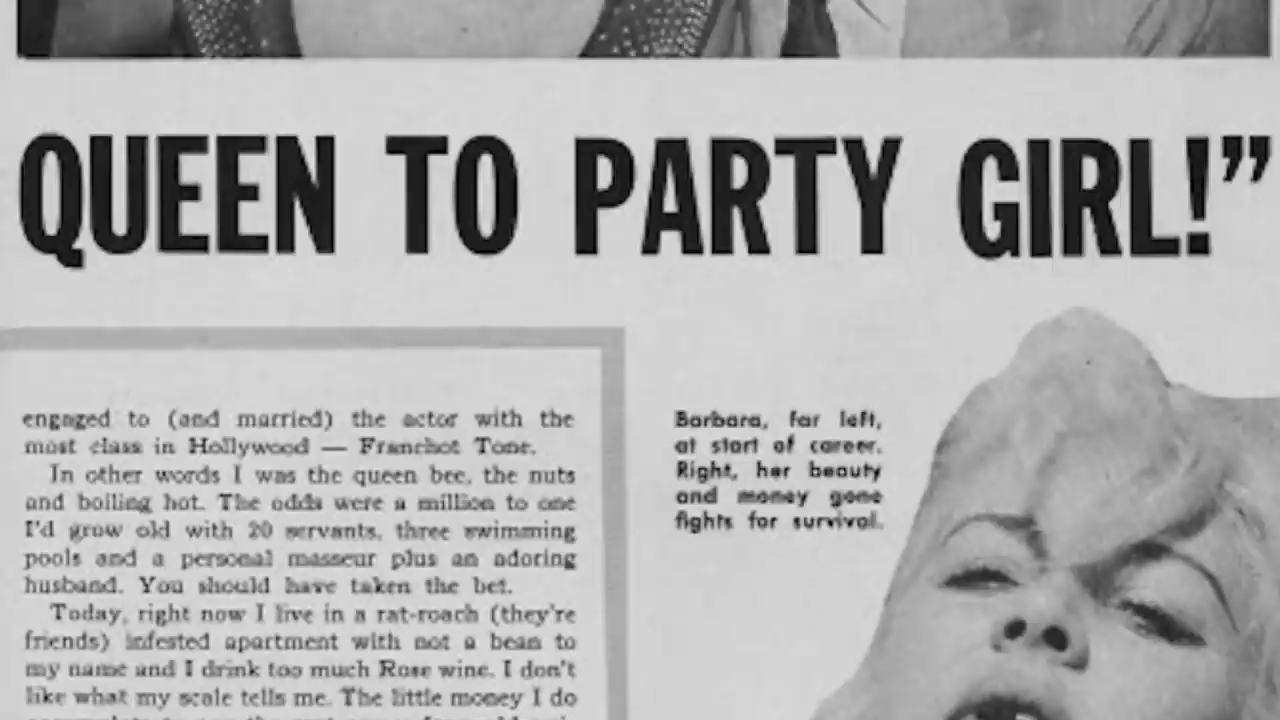 QUEEN TO PARTY GIRL!”
engaged to (and married) the actor with the
most class in Hollywood — Franchot Tone.
In other words I was the queen bee, the nuts
and boiling hot. The odds were a million to one
I'd grow old with 20 servants, three swimming
pools and a personal masseur plus an adoring
husband. You should have taken the bet.
Today, right now I live in a rat-roach (they're
friends) infested apartment with not a bean to
my name and I drink too much Rose wine. I don't
like what my scale tells me. The little money I do
Barbara, far left,
at start of career.
Right, her beauty
and money gone
fights for survival.